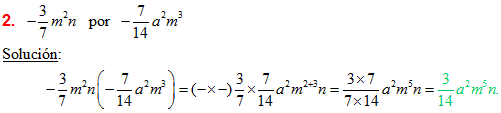 2. −3/7 m²n por −7/14 a²m³
Solución:
−3/7 m²n(−7/14 a²m³) = (−×−) 3/7 × 7/14 a²m²⁺³n = 3×7/7×14 a²m⁵n = 3/14 a²m⁵n.